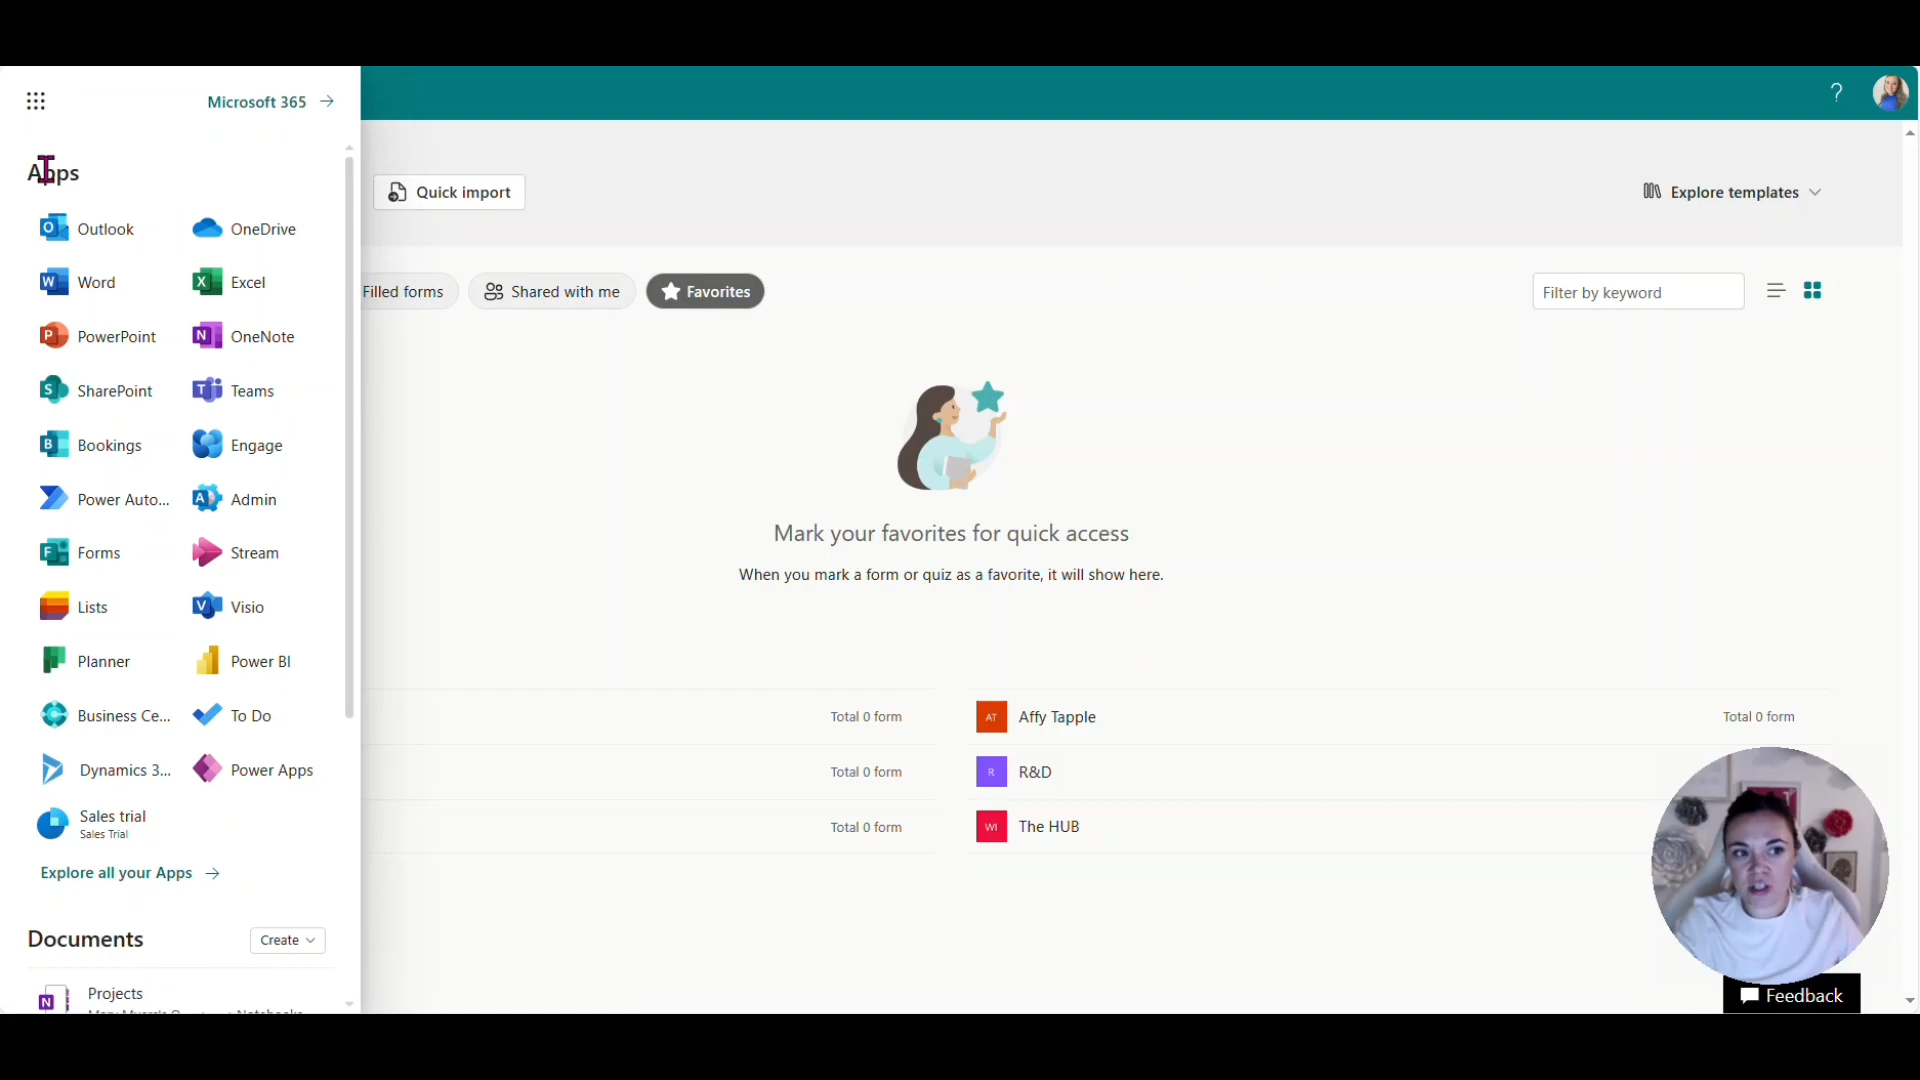 Microsoft 365
Apps
Outlook
OneDrive
Word
Excel
PowerPoint
OneNote
SharePoint
Teams
Bookings
Engage
Power Auto...
Admin
Forms
Stream
Lists
Visio
Planner
Power BI
Business Ce...
To Do
Dynamics 3...
Power Apps
Sales trial
Sales Trial
Explore all your Apps
Documents
Create
Projects
?
Quick import
Explore templates
Filled forms
Shared with me
Favorites
Filter by keyword
Mark your favorites for quick access
When you mark a form or quiz as a favorite, it will show here.
Total 0 form
AT Affy Tapple
Total 0 form
Total 0 form
R R&D
Total 0 form
WI The HUB
Feedback